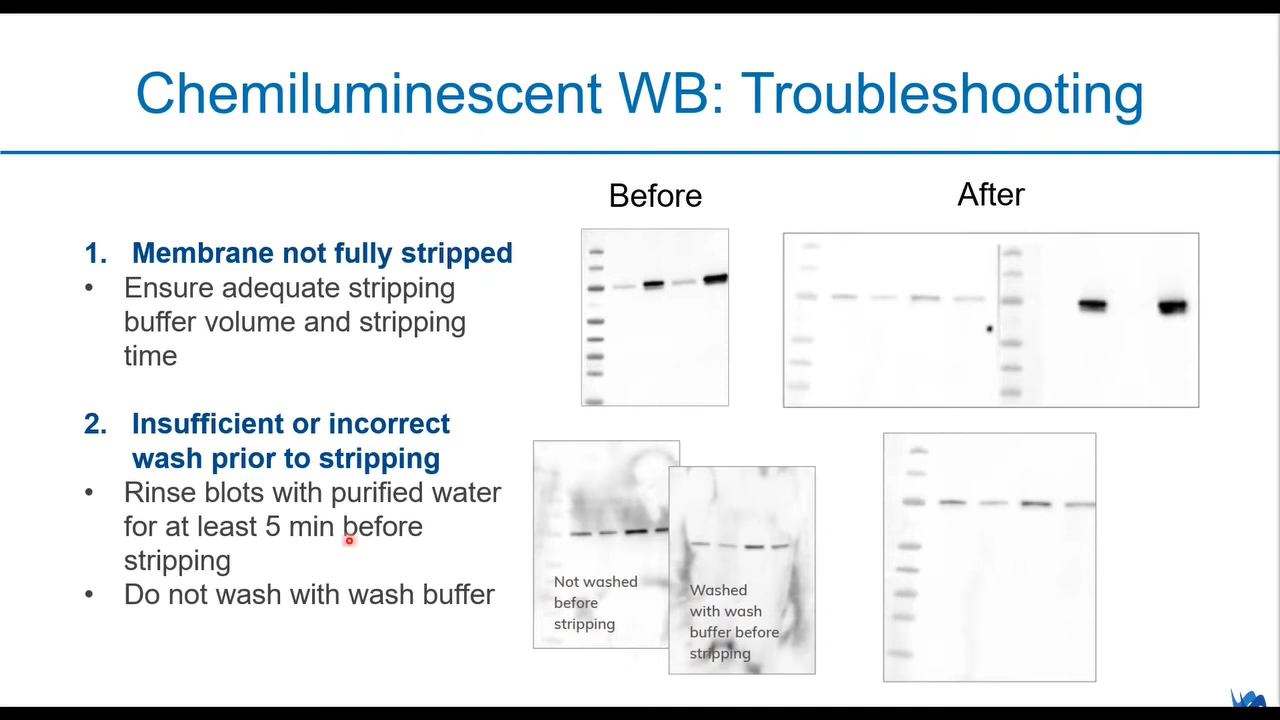 Chemiluminescent WB: Troubleshooting
Before
After
1. Membrane not fully stripped
• Ensure adequate stripping
buffer volume and stripping
time
2. Insufficient or incorrect
wash prior to stripping
• Rinse blots with purified water
for at least 5 min before
stripping
• Do not wash with wash buffer
Not washed
before
stripping
Washed
with wash
buffer before
stripping